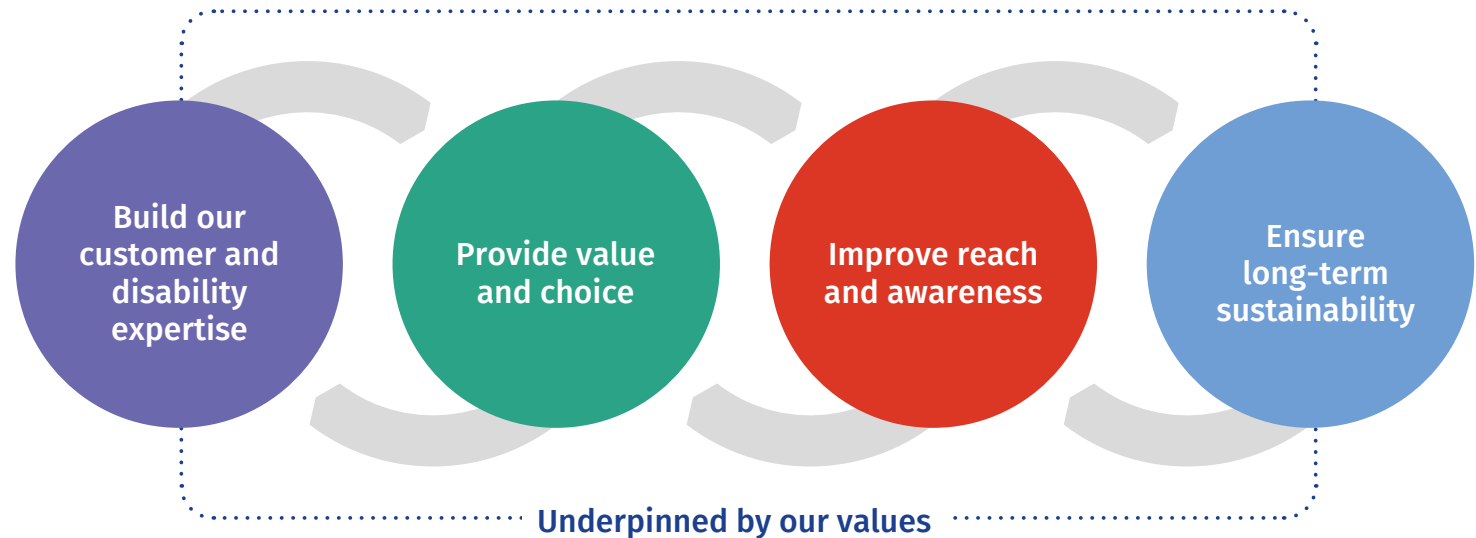 Build our
customer and
disability
expertise
Provide value
and choice
Improve reach
and awareness
Ensure
long-term
sustainability
Underpinned by our values